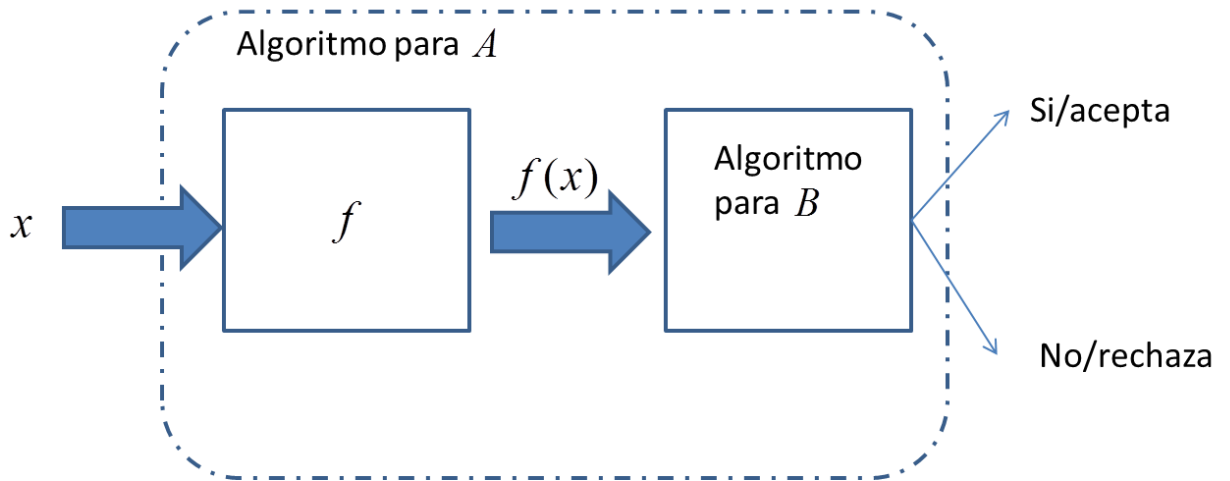 Algoritmo para A
x
f
f(x)
Algoritmo
para B
Si/acepta
No/rechaza